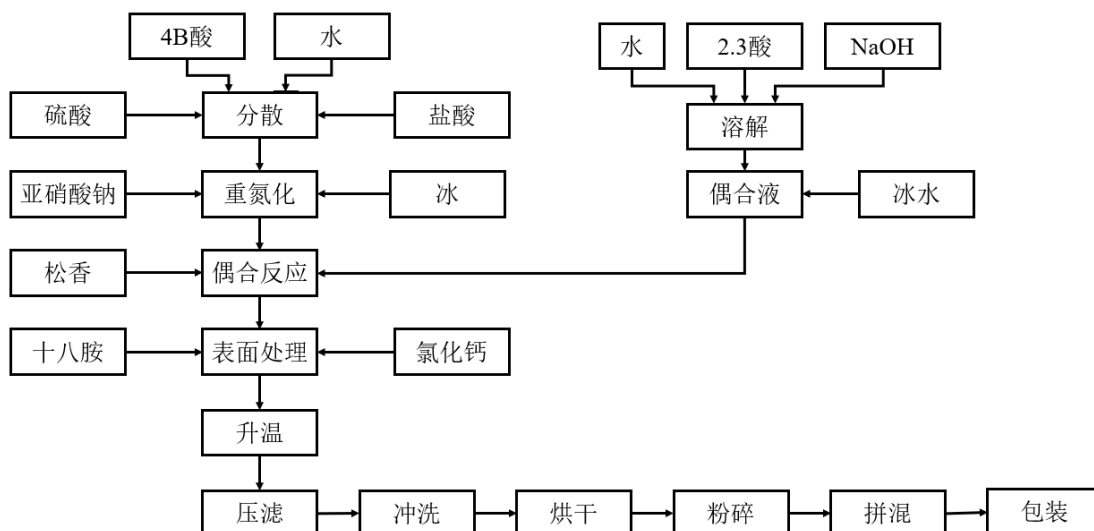 4B酸
水
水
2.3酸
NaOH
硫酸
分散
盐酸
溶解
亚硝酸钠
重氮化
冰
偶合液
冰水
松香
偶合反应
十八胺
表面处理
氯化钙
升温
压滤
冲洗
烘干
粉碎
拼混
包装